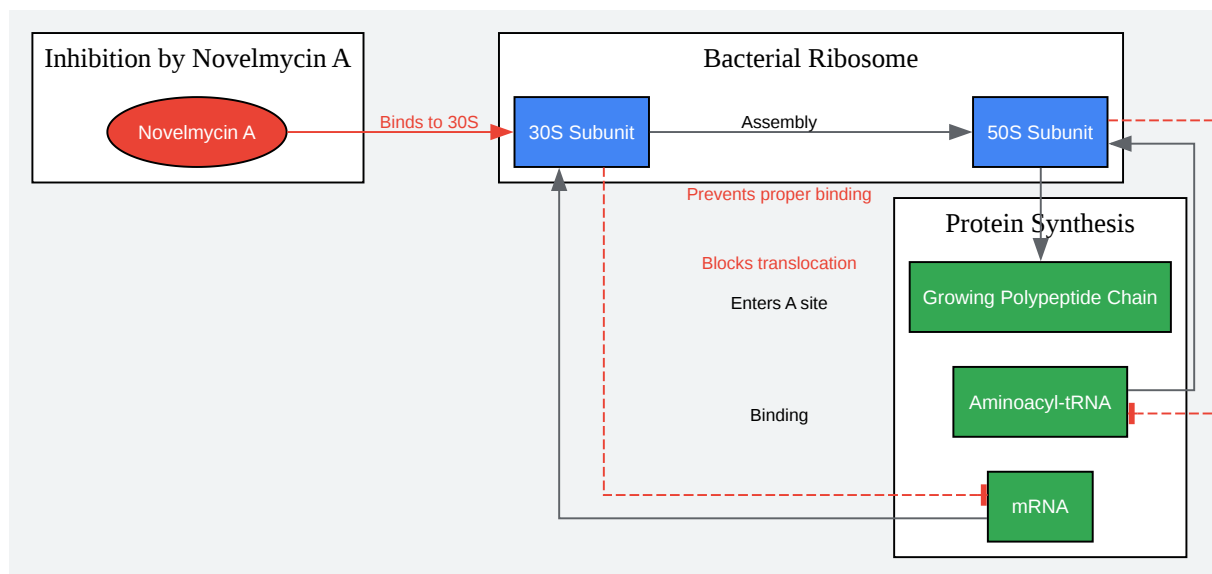 Inhibition by Novelmycin A
Bacterial Ribosome
Novelmycin A
Binds to 30S
30S Subunit
Assembly
50S Subunit
Prevents proper binding
Protein Synthesis
Blocks translocation
Enters A site
Growing Polypeptide Chain
Aminoacyl-tRNA
Binding
mRNA